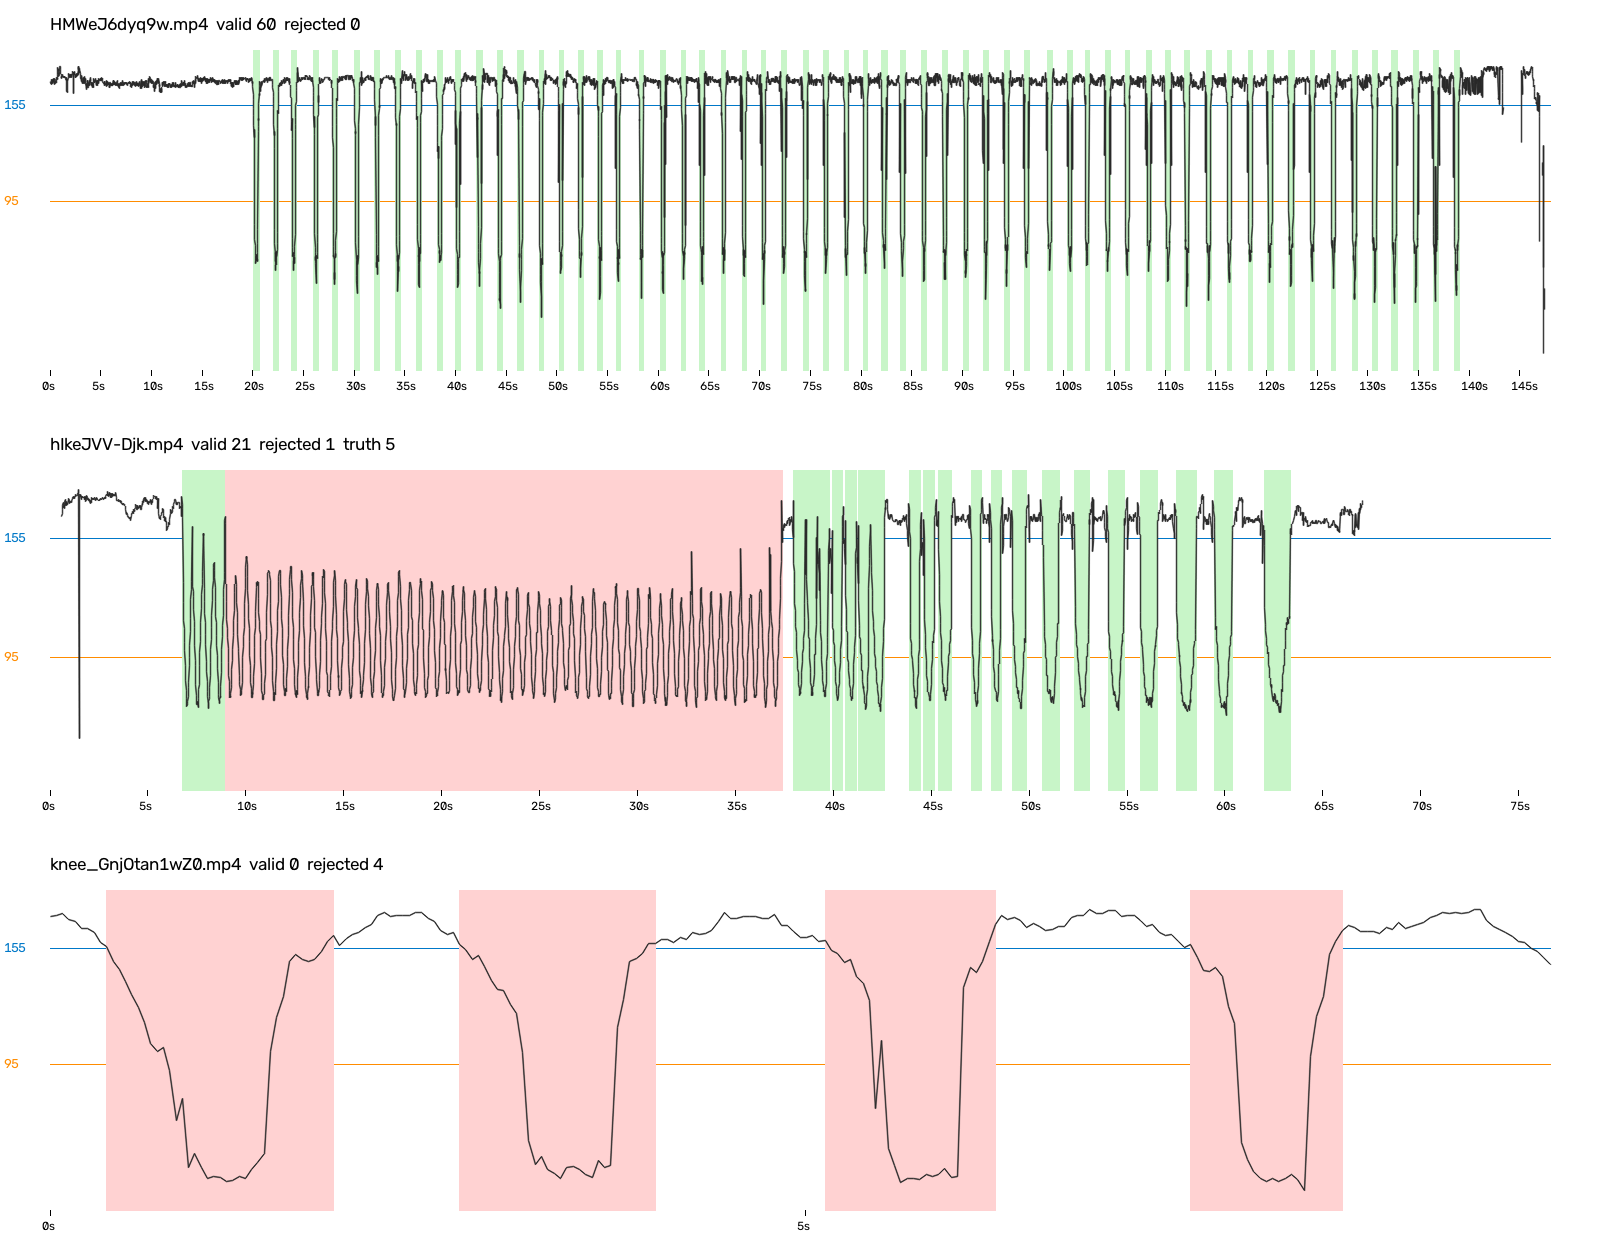 HMWeJ6dyq9w.mp4 valid 60 rejected 0
155
95
0s 5s 10s 15s 20s 25s 30s 35s 40s 45s 50s 55s 60s 65s 70s 75s 80s 85s 90s 95s 100s 105s 110s 115s 120s 125s 130s 135s 140s 145s
hIkeJVV-Djk.mp4 valid 21 rejected 1 truth 5
155
95
0s 5s 10s 15s 20s 25s 30s 35s 40s 45s 50s 55s 60s 65s 70s 75s
knee_GnjOtan1wZ0.mp4 valid 0 rejected 4
155
95
0s 5s